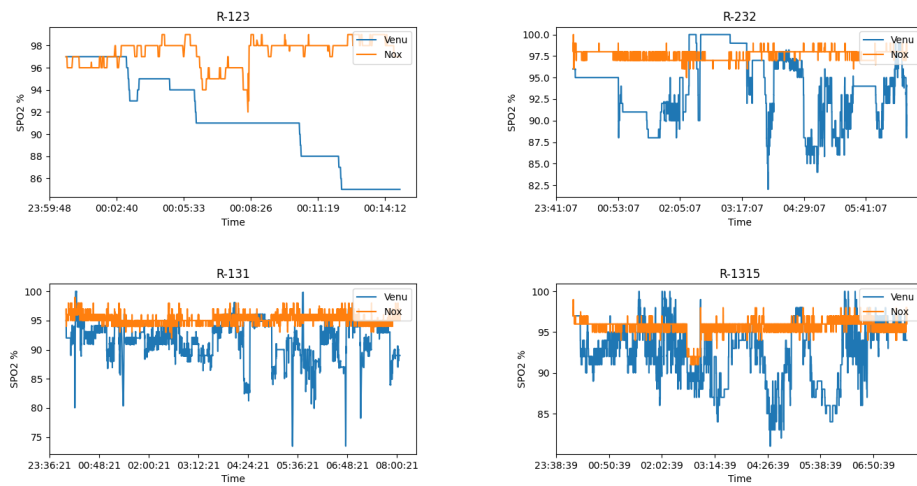 R-123
Venu
Nox
98
96
94
92
90
88
86
SPO2 %
23:59:48 00:02:40 00:05:33 00:08:26 00:11:19 00:14:12
Time
R-232
Venu
Nox
100.0
97.5
95.0
92.5
90.0
87.5
85.0
82.5
SPO2 %
23:41:07 00:53:07 02:05:07 03:17:07 04:29:07 05:41:07
Time
R-131
Venu
Nox
100
95
90
85
80
75
SPO2 %
23:36:21 00:48:21 02:00:21 03:12:21 04:24:21 05:36:21 06:48:21 08:00:21
Time
R-1315
Venu
Nox
100
95
90
85
SPO2 %
23:38:39 00:50:39 02:02:39 03:14:39 04:26:39 05:38:39 06:50:39
Time